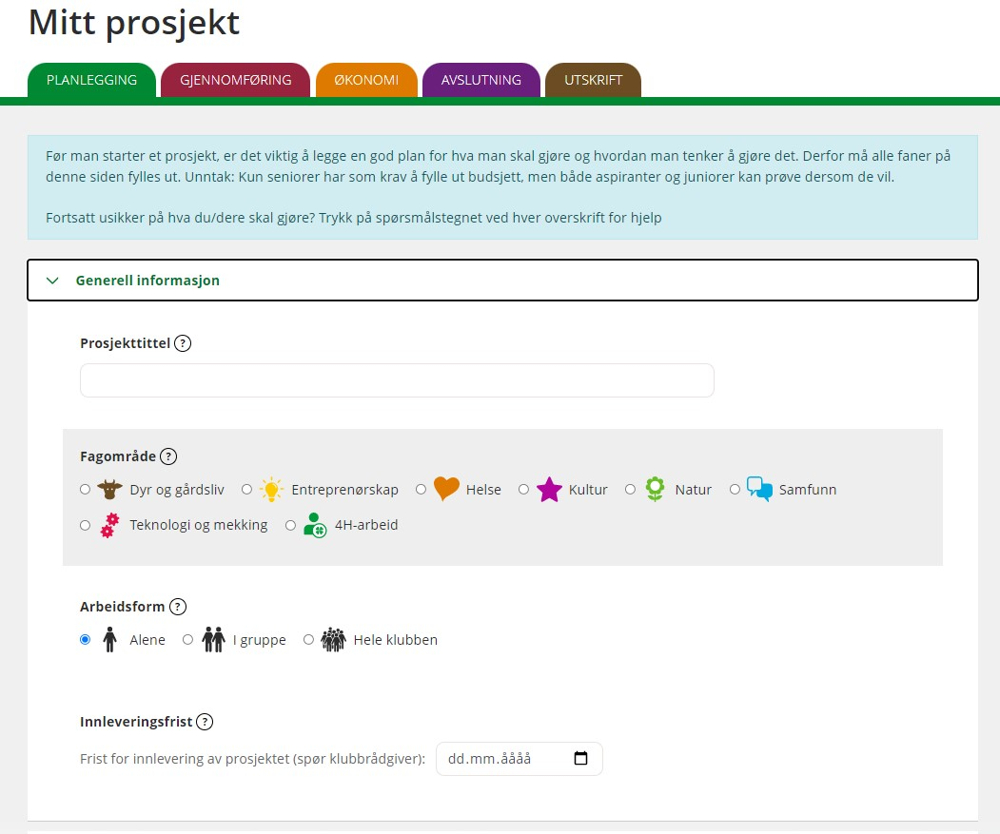 Mitt prosjekt
PLANLEGGING GJENNOMFØRING ØKONOMI AVSLUTNING UTSKRIFT
Før man starter et prosjekt, er det viktig å legge en god plan for hva man skal gjøre og hvordan man tenker å gjøre det. Derfor må alle faner på
denne siden fylles ut. Unntak: Kun seniorer har som krav å fylle ut budsjett, men både aspiranter og juniorer kan prøve dersom de vil.
Fortsatt usikker på hva du/dere skal gjøre? Trykk på spørsmålstegnet ved hver overskrift for hjelp
Generell informasjon
Prosjekttittel ?
Fagområde ?
Dyr og gårdsliv Entreprenørskap Helse Kultur Natur Samfunn
Teknologi og mekking 4H-arbeid
Arbeidsform ?
Alene I gruppe Hele klubben
Innleveringsfrist ?
Frist for innlevering av prosjektet (spør klubbrådgiver): dd.mm.åååå